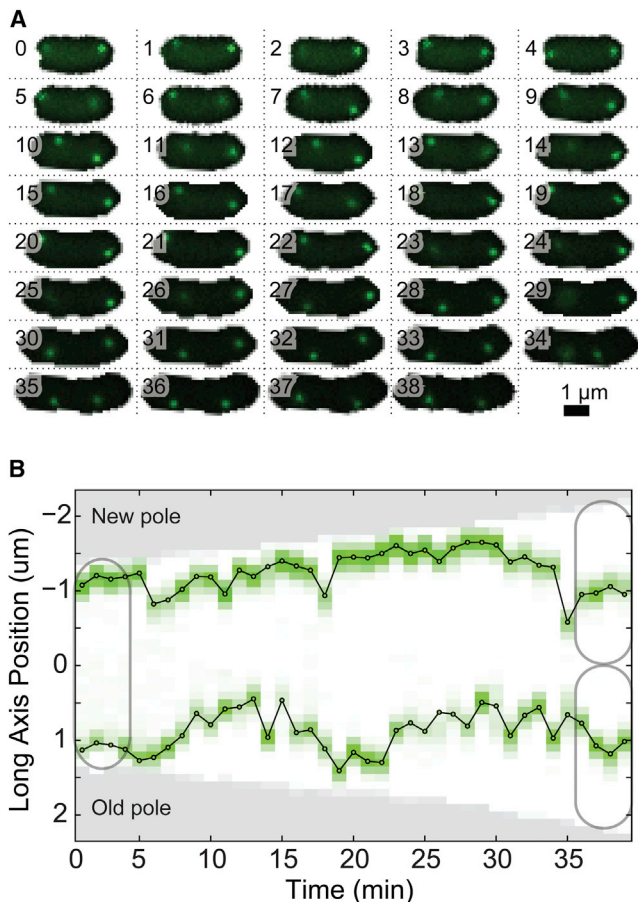 A
0 1 2 3 4
5 6 7 8 9
10 11 12 13 14
15 16 17 18 19
20 21 22 23 24
25 26 27 28 29
30 31 32 33 34
35 36 37 38 1 µm
B
New pole
Old pole
Long Axis Position (um)
−2
−1
0
1
2
0 5 10 15 20 25 30 35
Time (min)